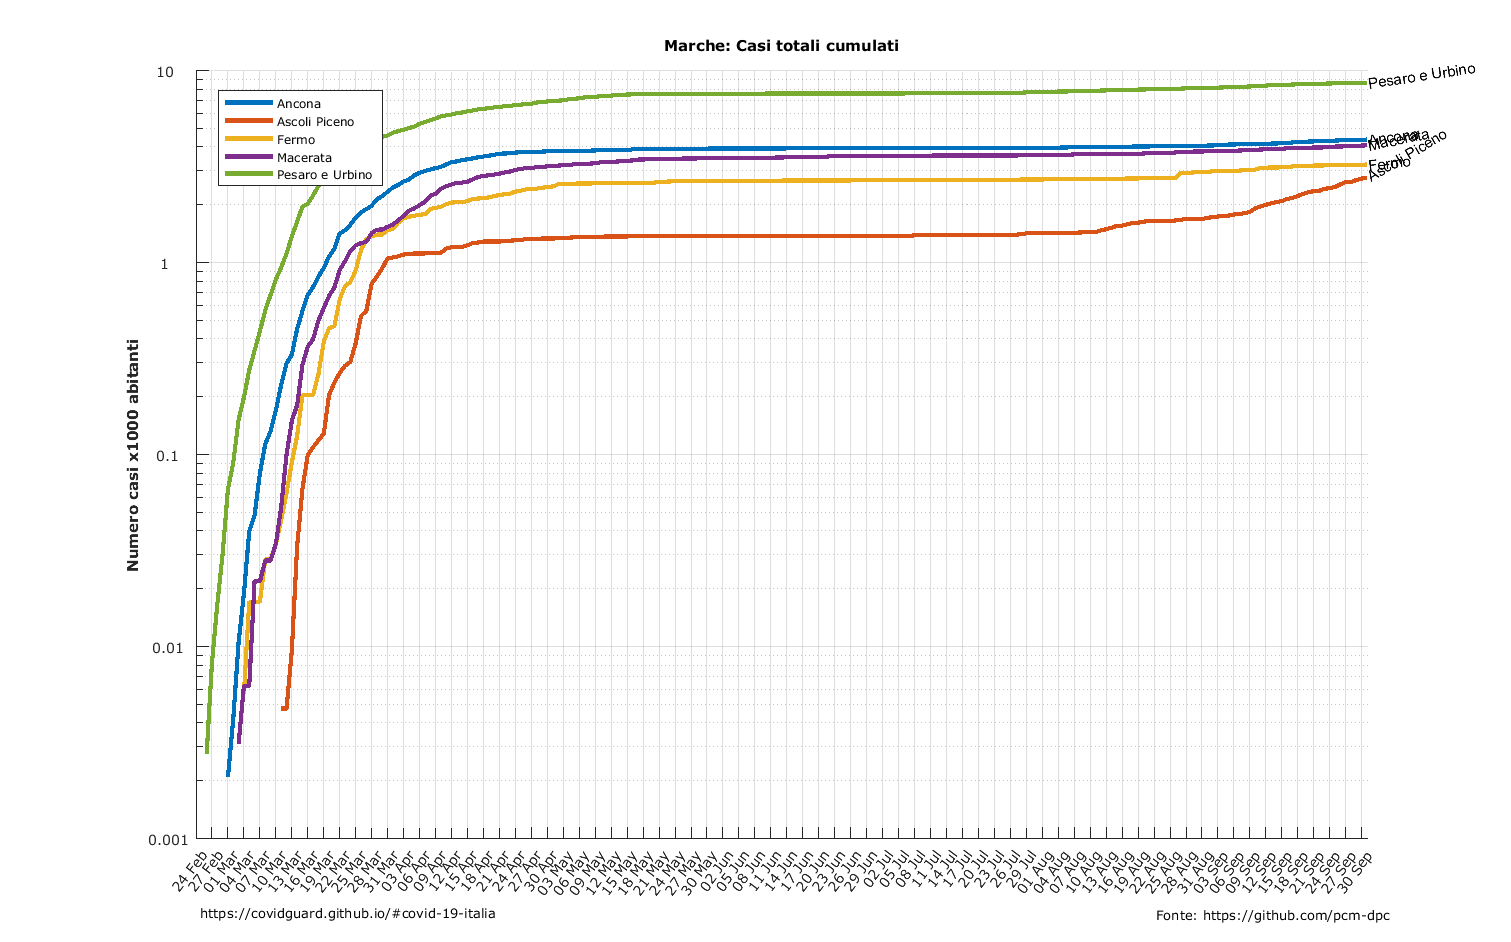 Marche: Casi totali cumulati
Numero casi x1000 abitanti
10
1
0.1
0.01
0.001
Ancona
Ascoli Piceno
Fermo
Macerata
Pesaro e Urbino
Pesaro e Urbino
Ancona
Macerata
Fermo
Ascoli Piceno
24 Feb
27 Feb
01 Mar
04 Mar
07 Mar
10 Mar
13 Mar
16 Mar
19 Mar
22 Mar
25 Mar
28 Mar
31 Mar
03 Apr
06 Apr
09 Apr
12 Apr
15 Apr
18 Apr
21 Apr
24 Apr
27 Apr
30 Apr
03 May
06 May
09 May
12 May
15 May
18 May
21 May
24 May
27 May
30 May
02 Jun
05 Jun
08 Jun
11 Jun
14 Jun
17 Jun
20 Jun
23 Jun
26 Jun
29 Jun
02 Jul
05 Jul
08 Jul
11 Jul
14 Jul
17 Jul
20 Jul
23 Jul
26 Jul
29 Jul
01 Aug
04 Aug
07 Aug
10 Aug
13 Aug
16 Aug
19 Aug
22 Aug
25 Aug
28 Aug
31 Aug
03 Sep
06 Sep
09 Sep
12 Sep
15 Sep
18 Sep
21 Sep
24 Sep
27 Sep
30 Sep
https://covidguard.github.io/#covid-19-italia
Fonte: https://github.com/pcm-dpc